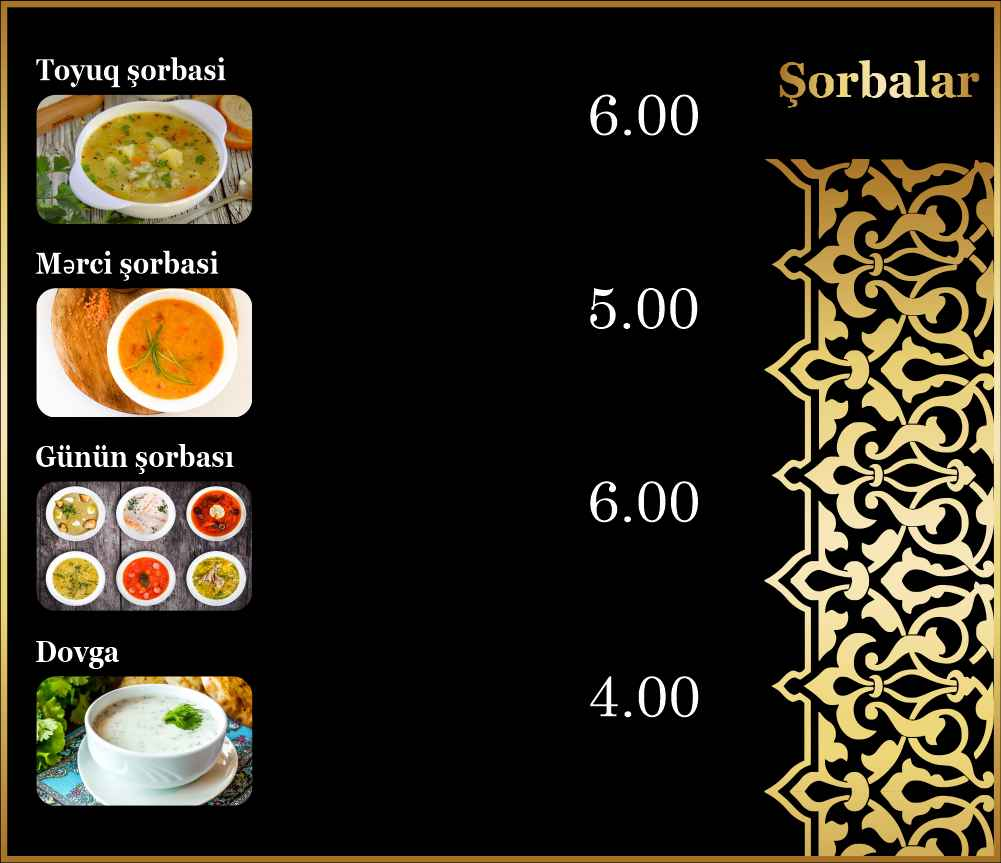 Şorbalar
Toyuq şorbasi
6.00
Mərci şorbasi
5.00
Günün şorbası
6.00
Dovga
4.00